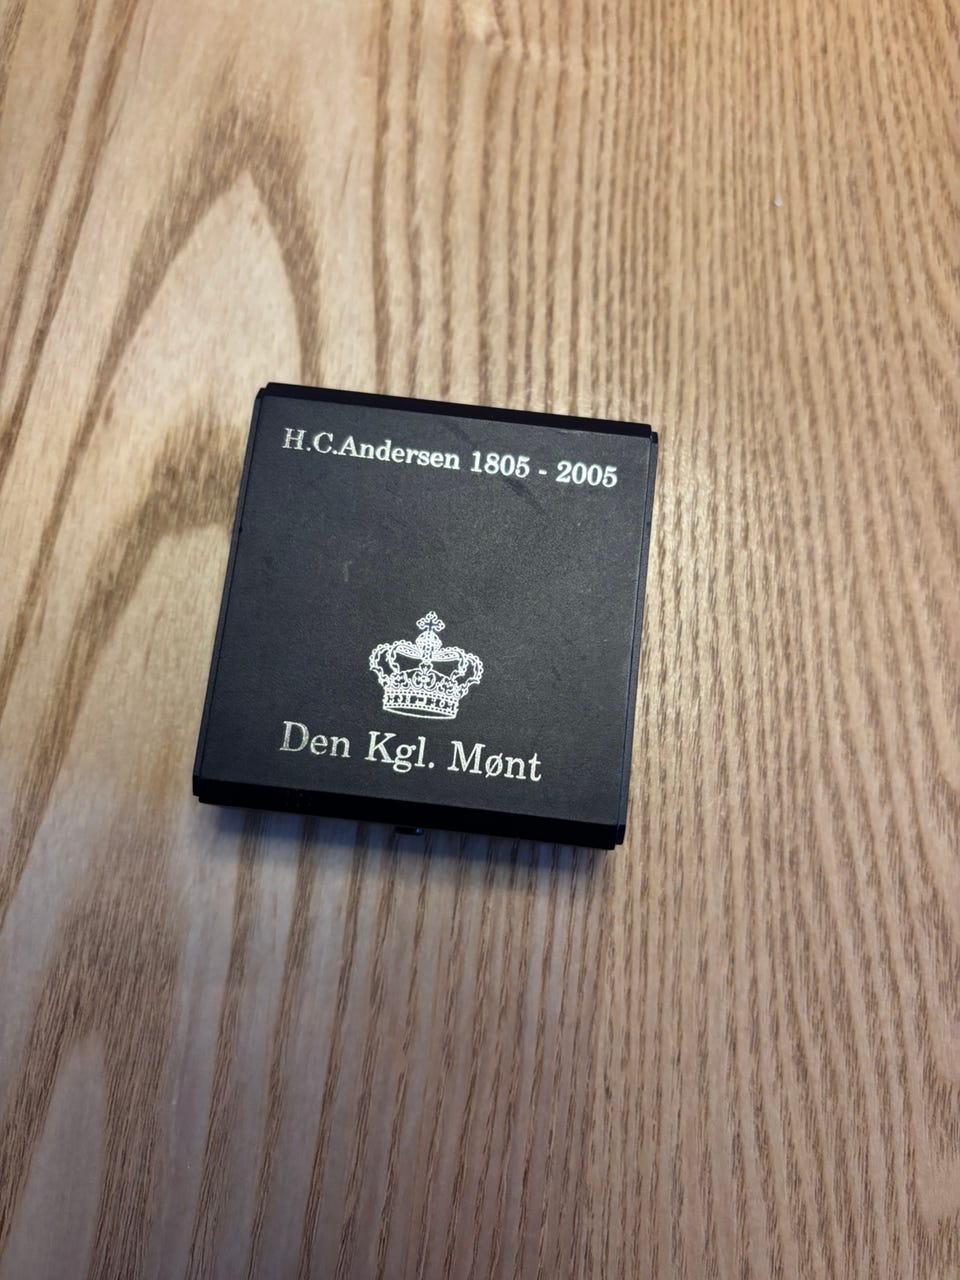 H.C.Andersen 1805 - 2005
Den Kgl. Mønt